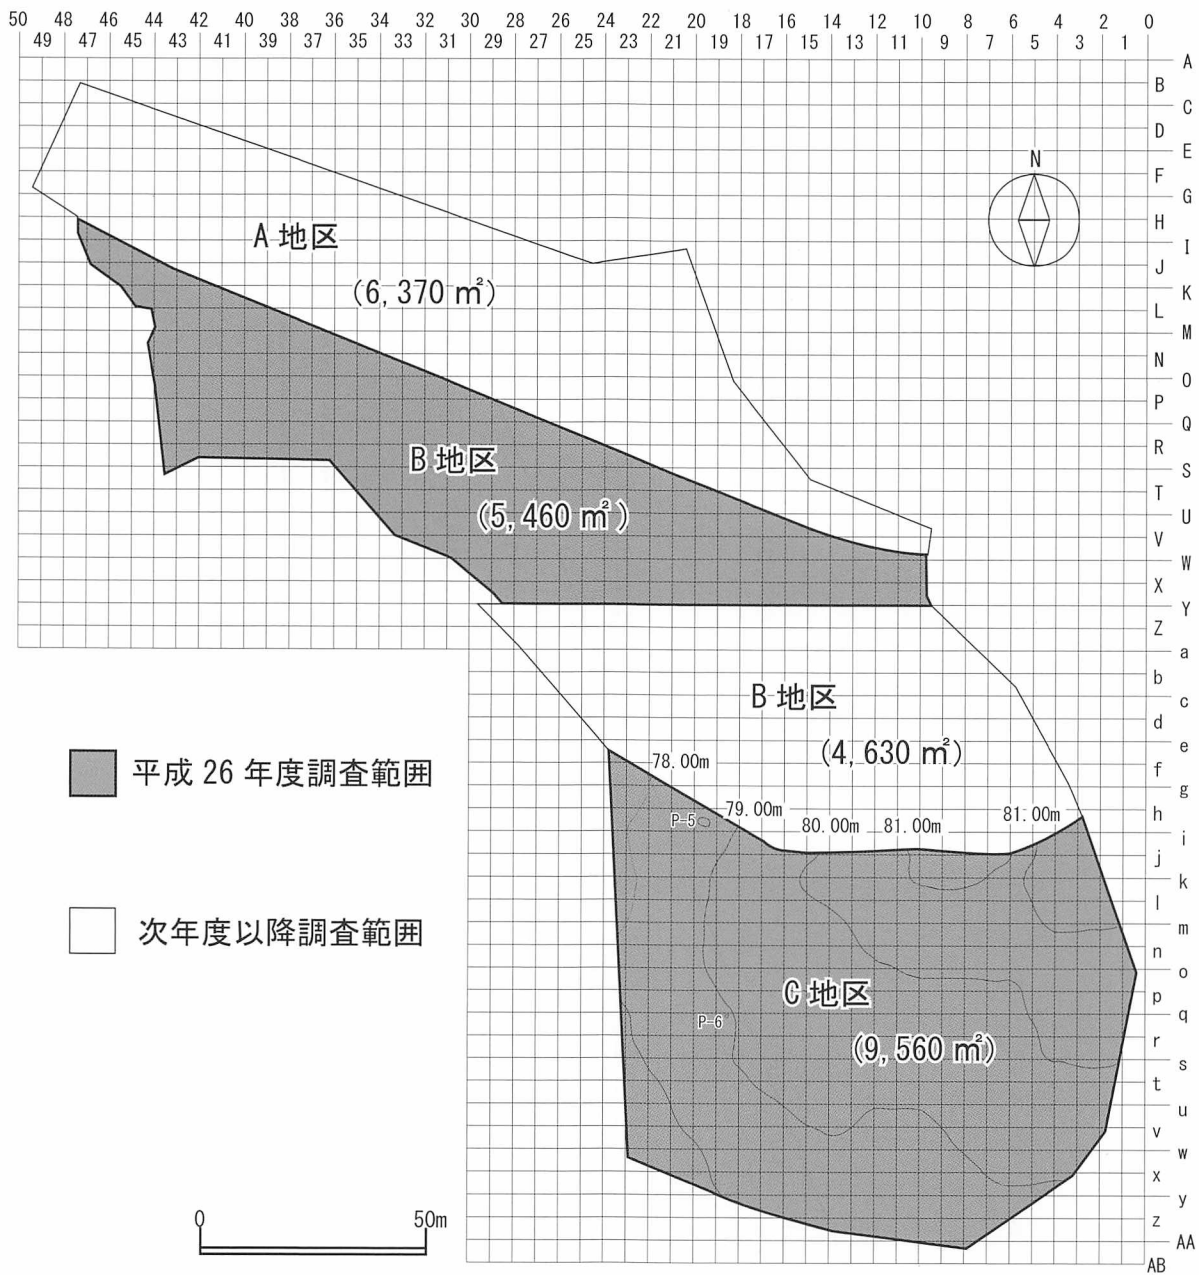 50 48 46 44 42 40 38 36 34 32 30 28 26 24 22 20 18 16 14 12 10 8 6 4 2 0
49 47 45 43 41 39 37 35 33 31 29 27 25 23 21 19 17 15 13 11 9 7 5 3 1
A
B
C
D
E
N
F
G
H
A 地区
I
J
(6, 370 ㎡)
K
L
M
N
O
P
Q
R
B 地区
S
T
(5, 460 ㎡)
U
V
W
X
Y
Z
a
b
B 地区
c
d
e
(4, 630 ㎡)
78.00m
平成 26 年度調査範囲
f
g
79.00m
81.00m
h
P-5
80.00m
81.00m
i
j
k
l
次年度以降調査範囲
m
n
o
C 地区
p
q
P-6
r
(9, 560 ㎡)
s
t
u
v
w
x
y
0 50m
z
AA
AB